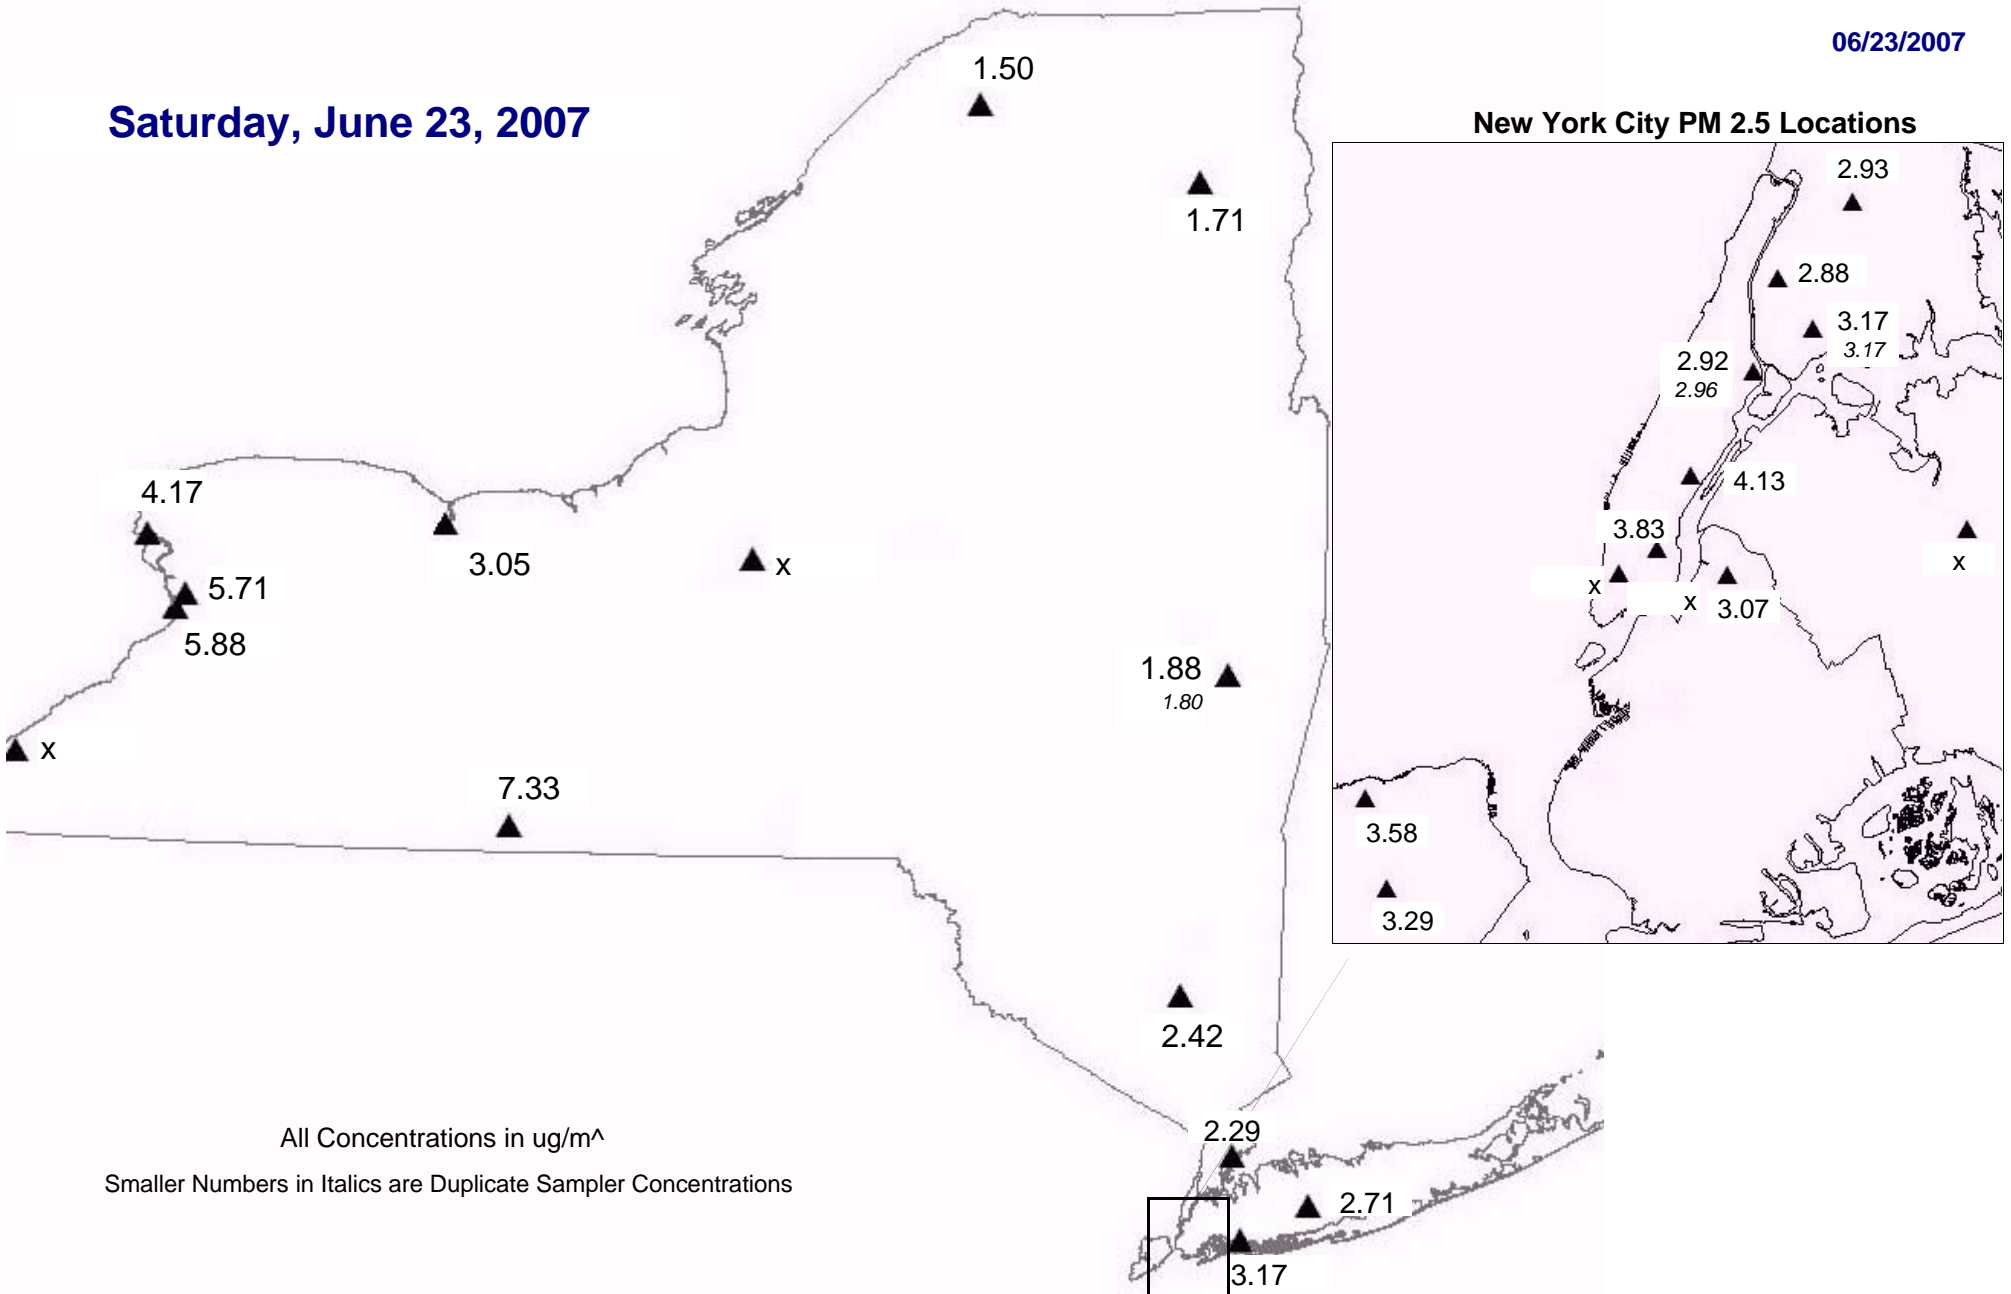 06/23/2007
Saturday, June 23, 2007
1.50
1.71
4.17
3.05
x
5.71
5.88
1.88
1.80
x
7.33
2.42
2.29
2.71
3.17
All Concentrations in ug/m^
Smaller Numbers in Italics are Duplicate Sampler Concentrations
New York City PM 2.5 Locations
2.93
2.88
3.17
3.17
2.92
2.96
4.13
3.83
x
x
x
3.07
3.58
3.29